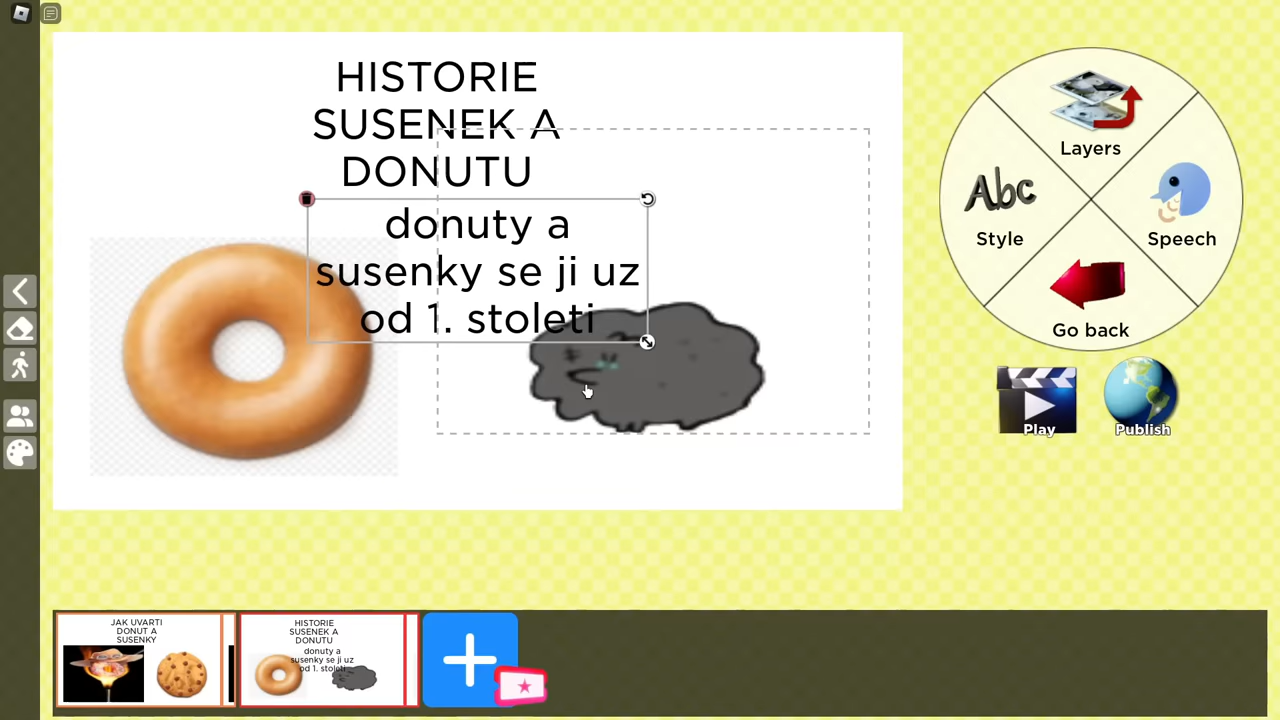 HISTORIE
SUSENEK A
DONUTU
donuty a
susenky se ji uz
od 1. stoleti
Layers
Abc
Style
Speech
Go back
Play
Publish
JAK UVARTI
DONUT A
SUSENKY
HISTORIE
SUSENEK A
DONUTU
donuty a
susenky se ji uz
od 1. stoleti